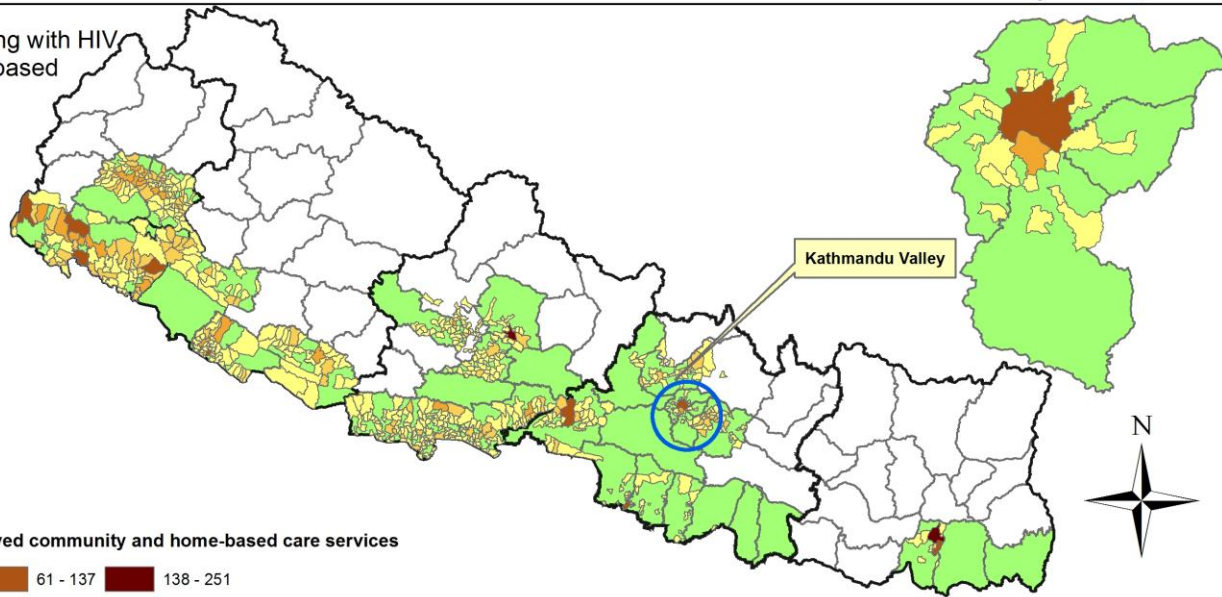 ng with HIV
based
Kathmandu Valley
N
ved community and home-based care services
61 - 137
138 - 251